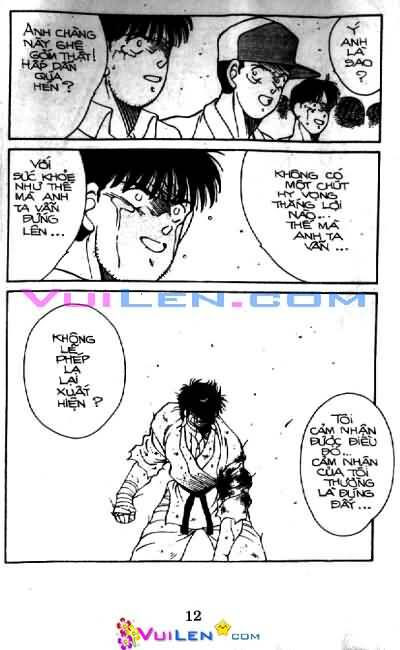 ANH CHÀNG
NÀY GHÊ
GỚM THẬT!
HẤP DẪN
QUÁ
HEN?
Ý
ANH
LÀ
SAO
?
VỚI
SỨC KHỎE
NHƯ THẾ
MÀ ANH
TA VẪN
ĐỨNG
LÊN...
KHÔNG CÓ
MỘT CHÚT
HY VỌNG
THẮNG LỢI
NÀO...
THẾ MÀ
ANH TA
VẪN...
VUILEN.COM
KHÔNG
LẼ
PHÉP
LẠ
LẠI
XUẤT
HIỆN?
TÔI
CẢM NHẬN
ĐƯỢC ĐIỀU
ĐÓ...
CẢM NHẬN
CỦA TÔI
THƯỜNG
LÀ ĐÚNG
ĐẤY...
12
VUILEN.COM